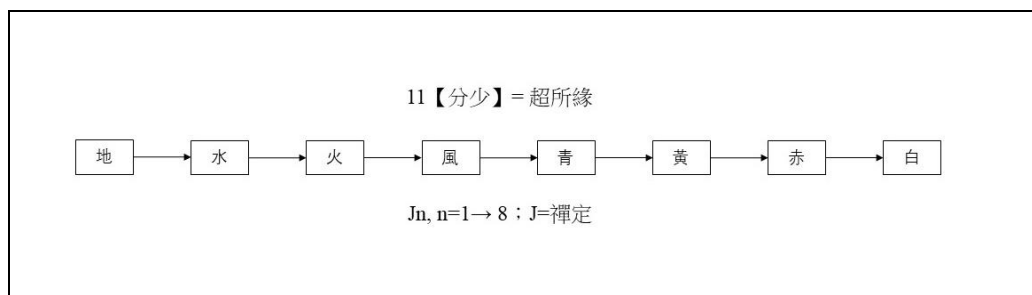 11【分少】= 超所緣
地 水 火 風 青 黃 赤 白
Jn, n=1→ 8；J=禪定